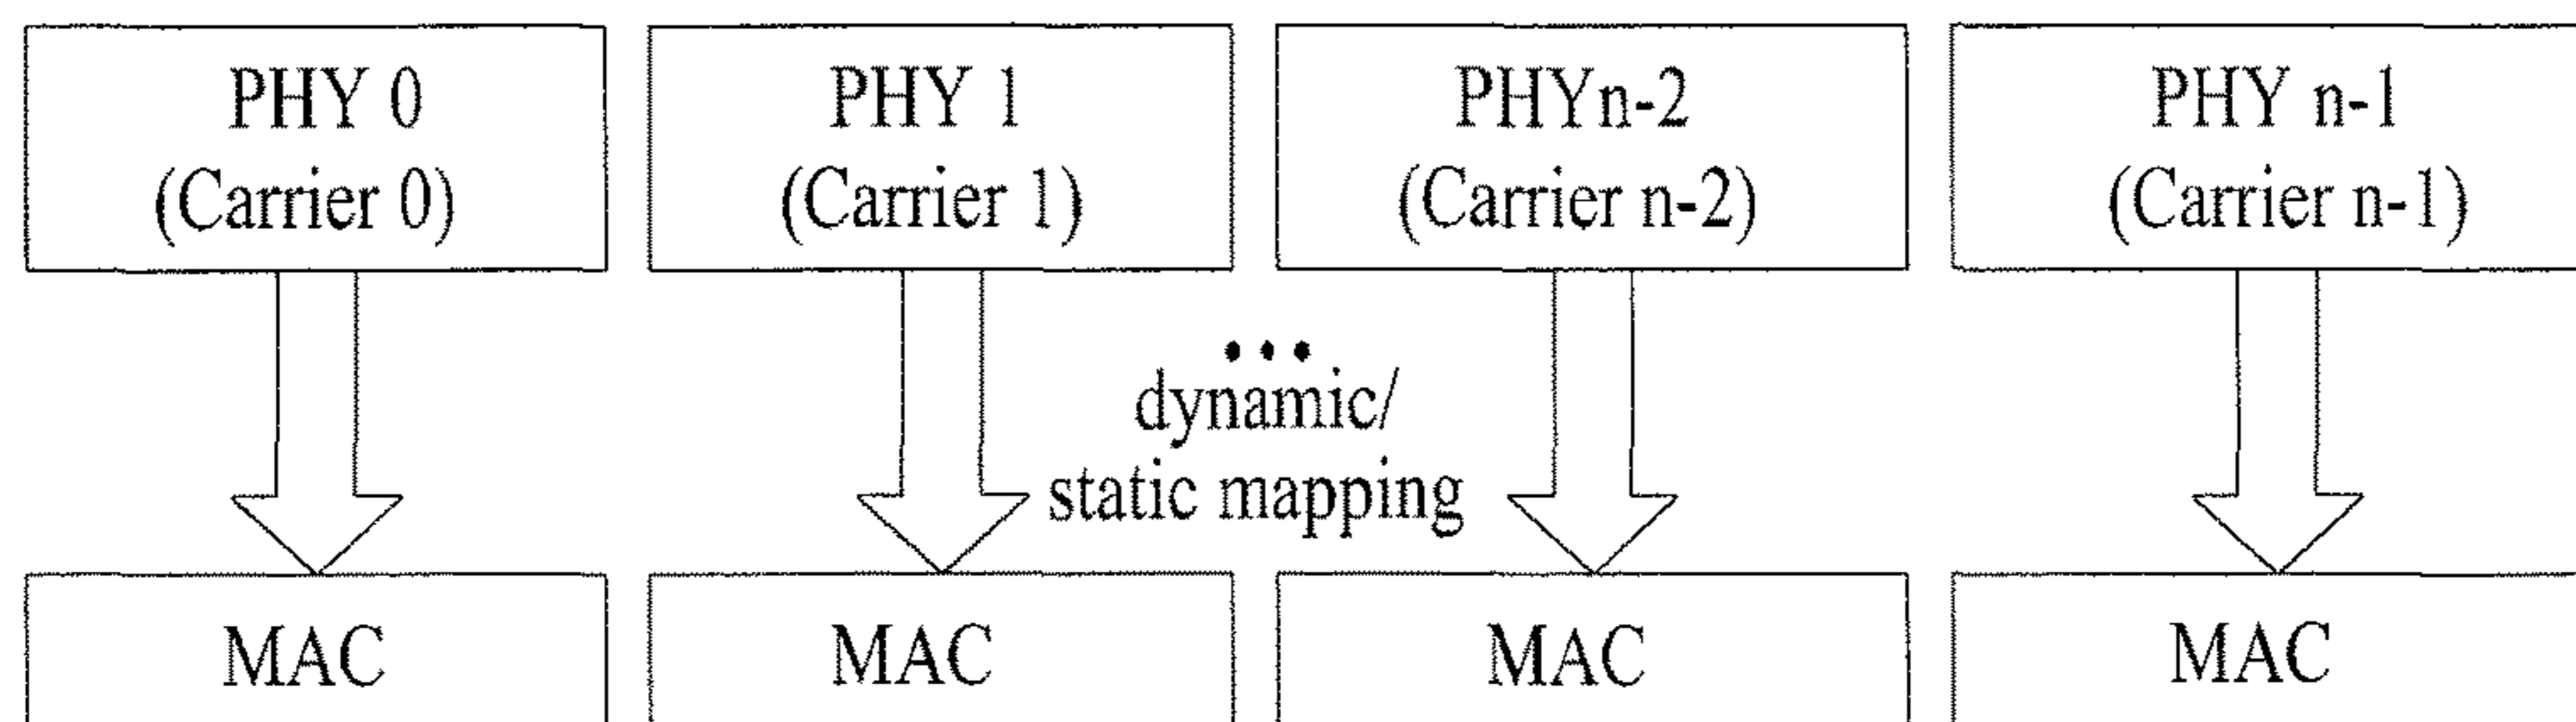 PHY 0
(Carrier 0)
PHY 1
(Carrier 1)
PHYn-2
(Carrier n-2)
PHY n-1
(Carrier n-1)
•••
dynamic/
static mapping
MAC
MAC
MAC
MAC